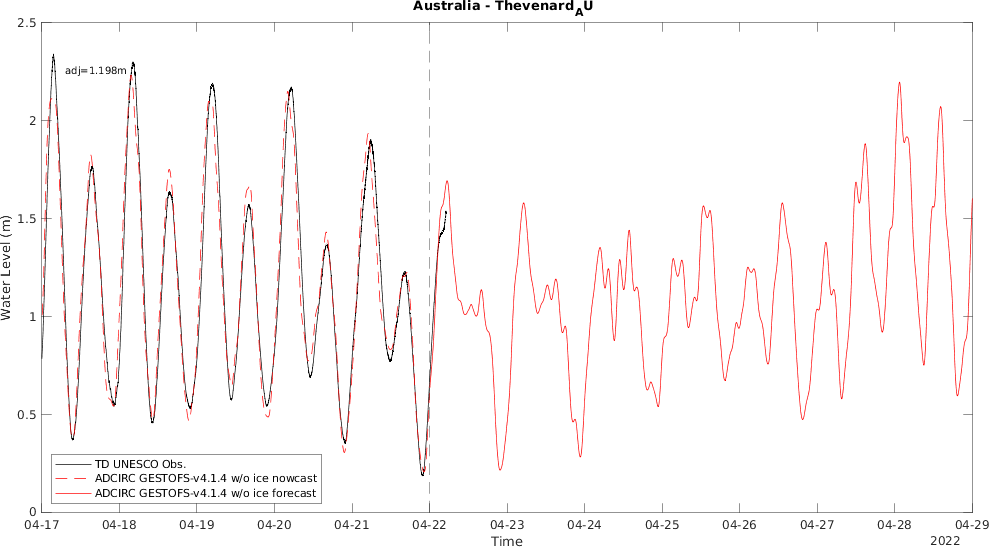 Australia - Thevenard_AU
2.5
adj=1.198m
2
1.5
Water Level (m)
1
0.5
TD UNESCO Obs.
ADCIRC GESTOFS-v4.1.4 w/o ice nowcast
ADCIRC GESTOFS-v4.1.4 w/o ice forecast
0
04-17 04-18 04-19 04-20 04-21 04-22 04-23 04-24 04-25 04-26 04-27 04-28 04-29
Time
2022